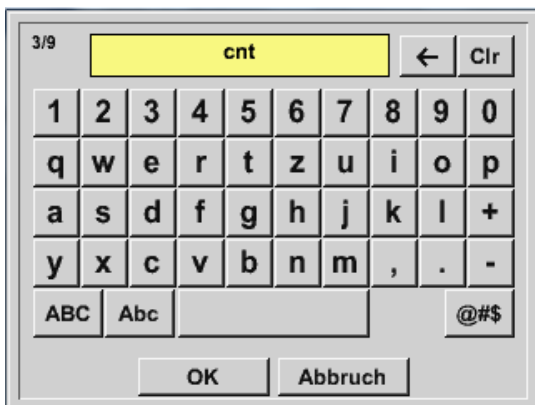 3/9 cnt ← Clr
1 2 3 4 5 6 7 8 9 0
q w e r t z u i o p
a s d f g h j k l +
y x c v b n m , . -
ABC Abc @#$
OK Abbruch